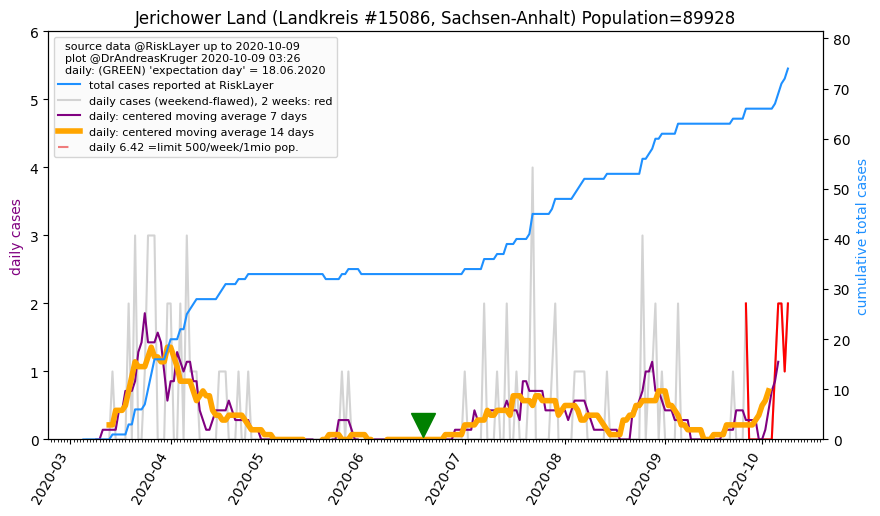 Jerichower Land (Landkreis #15086, Sachsen-Anhalt) Population=89928
source data @RiskLayer up to 2020-10-09
plot @DrAndreasKruger 2020-10-09 03:26
daily: (GREEN) 'expectation day' = 18.06.2020
total cases reported at RiskLayer
daily cases (weekend-flawed), 2 weeks: red
daily: centered moving average 7 days
daily: centered moving average 14 days
daily 6.42 =limit 500/week/1mio pop.
daily cases
6
5
4
3
2
1
0
cumulative total cases
80
70
60
50
40
30
20
10
0
2020-03
2020-04
2020-05
2020-06
2020-07
2020-08
2020-09
2020-10